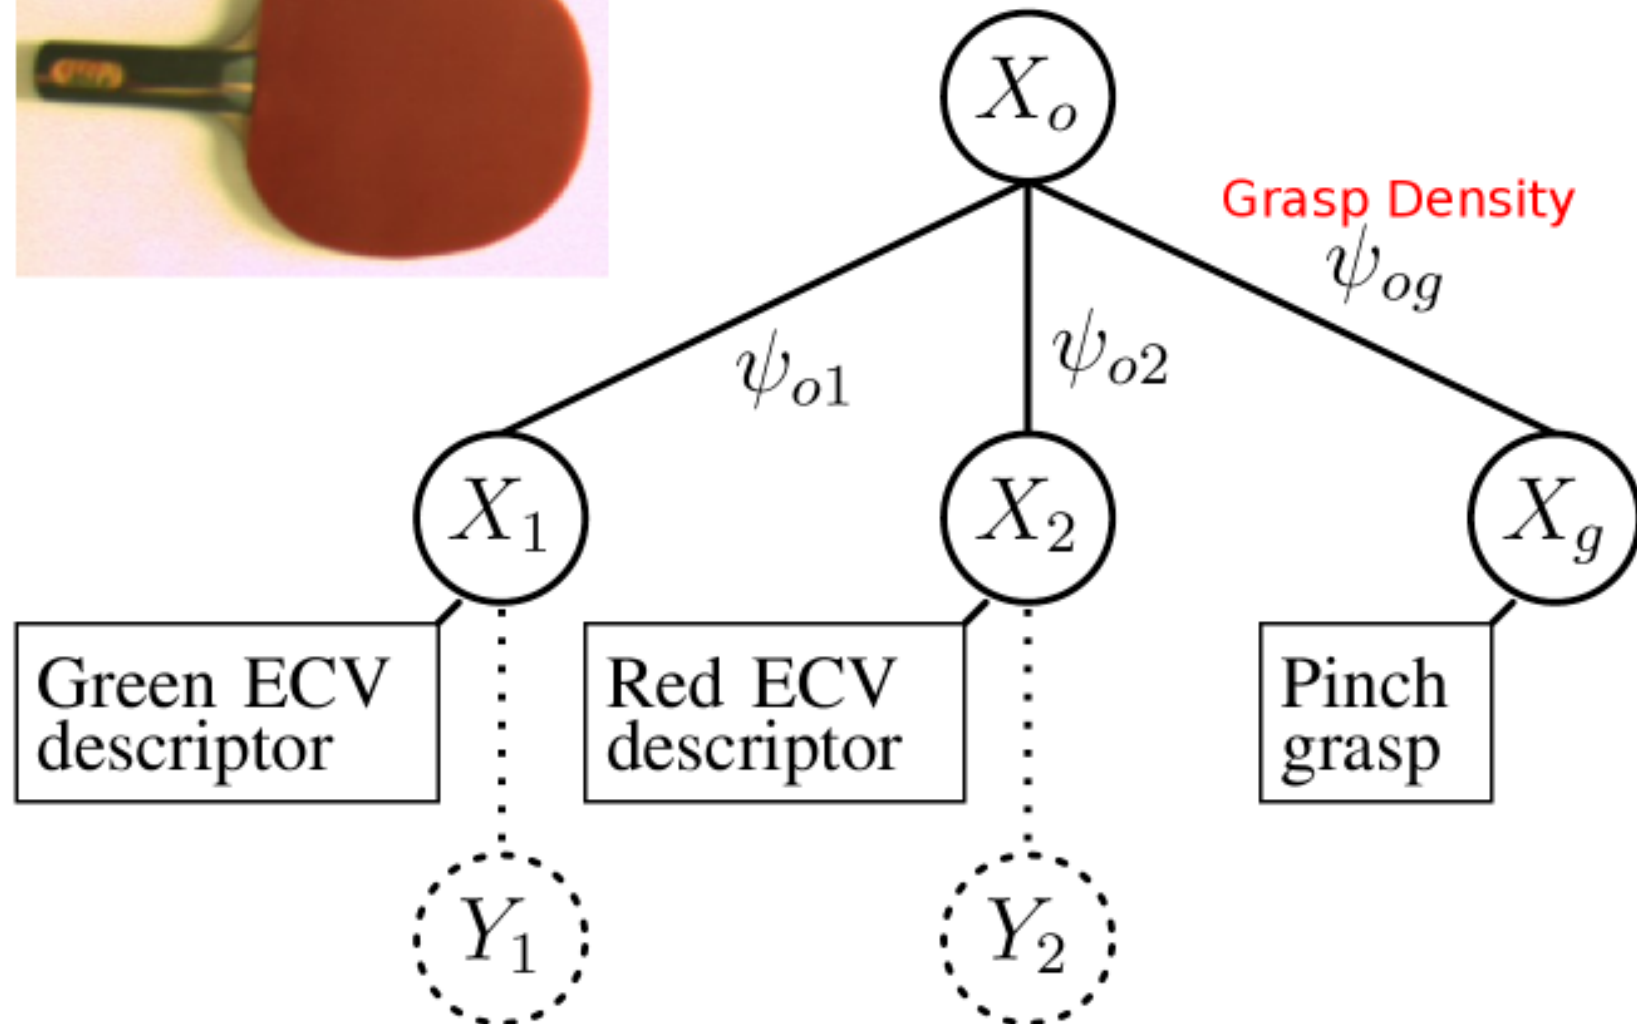 X_o
Grasp Density
ψ_og
ψ_o1
ψ_o2
X_1
X_2
X_g
Green ECV
descriptor
Red ECV
descriptor
Pinch
grasp
Y_1
Y_2